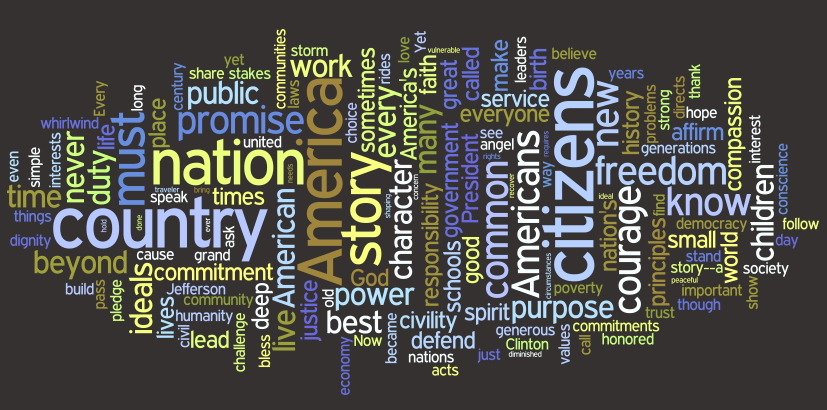 storm
communities
yet
share stakes
work
laws
century
public
choice
sometimes
every
rides
love
America's
Yet
vulnerable
faith
many
great
called
make
leaders
birth
believe
service
everyone
years
new
history
problems
strong
directs
thank
hope
affirm
generations
compassion
interest
conscience
Every
long
whirlwind
place
promise
even
simple
interests
never
duty
life
must
nation
united
America
story
see
angel
rights
way
requires
citizens
freedom
know
children
traveler
bring
needs
time
speak
times
shaping
character
concern
government
President
common
recover
Americans
ideal
courage
nations
find
principles
democracy
follow
things
country
hold
done
ever
ask
American
responsibility
small
world
day
dignity
cause
grand
God
schools
good
circumstances
stand
story--a
society
beyond
ideals
commitment
deep
peaceful
build
pass
pledge
Jefferson
community
justice
old
power
poverty
important
show
though
trust
lives
humanity
civil
live
best
civility
spirit
purpose
lead
challenge
bless
economy
Now
became
defend
generous
commitments
Clinton
values
call
honored
nations
just
diminished
acts